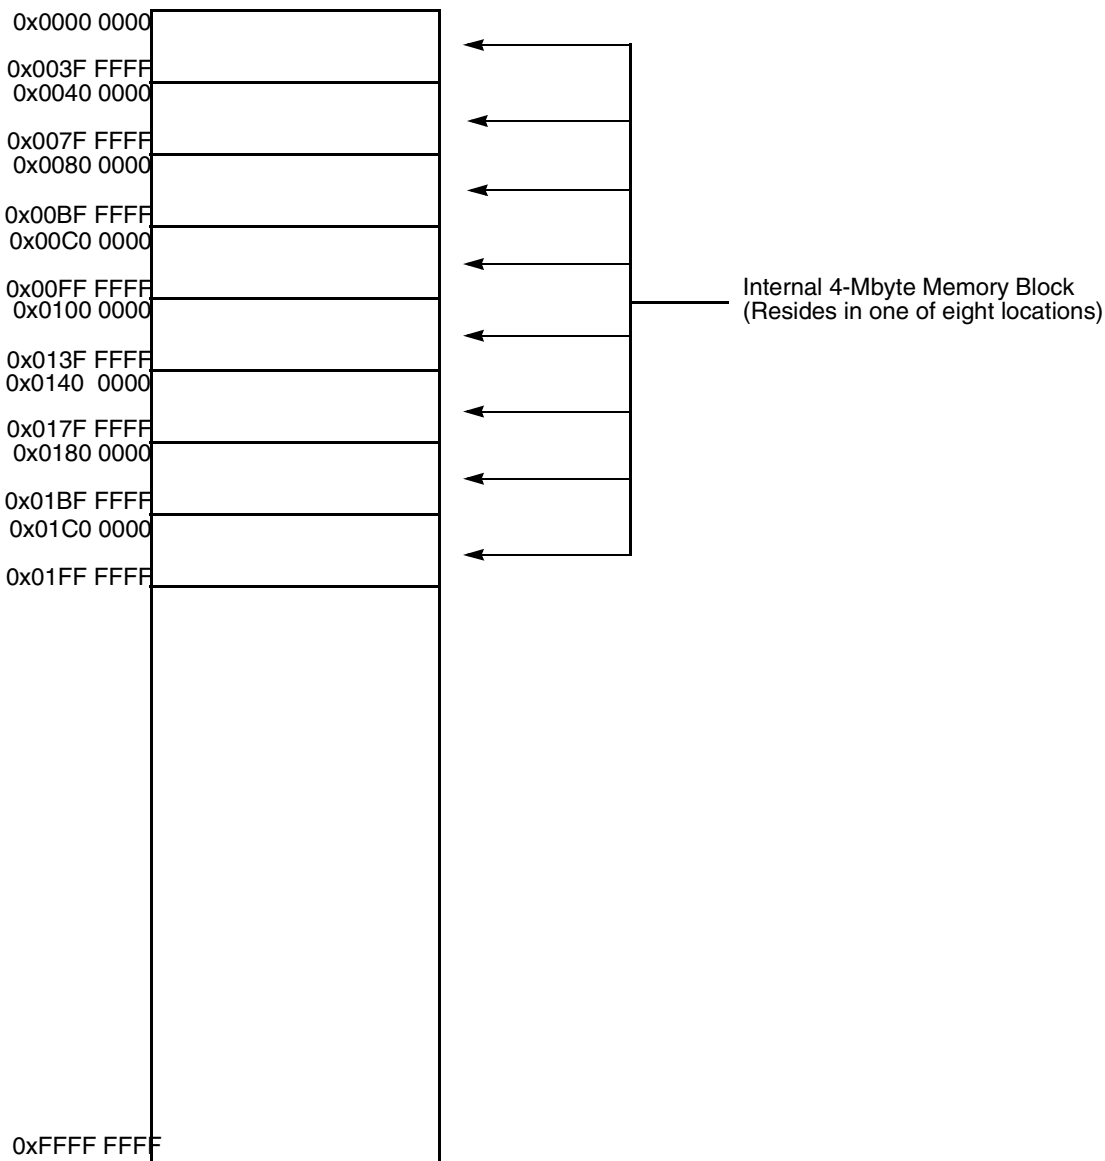 0x0000 0000
0x003F FFFF
0x0040 0000
0x007F FFFF
0x0080 0000
0x00BF FFFF
0x00C0 0000
0x00FF FFFF
0x0100 0000
0x013F FFFF
0x0140 0000
0x017F FFFF
0x0180 0000
0x01BF FFFF
0x01C0 0000
0x01FF FFFF
0xFFFF FFFF
Internal 4-Mbyte Memory Block
(Resides in one of eight locations)